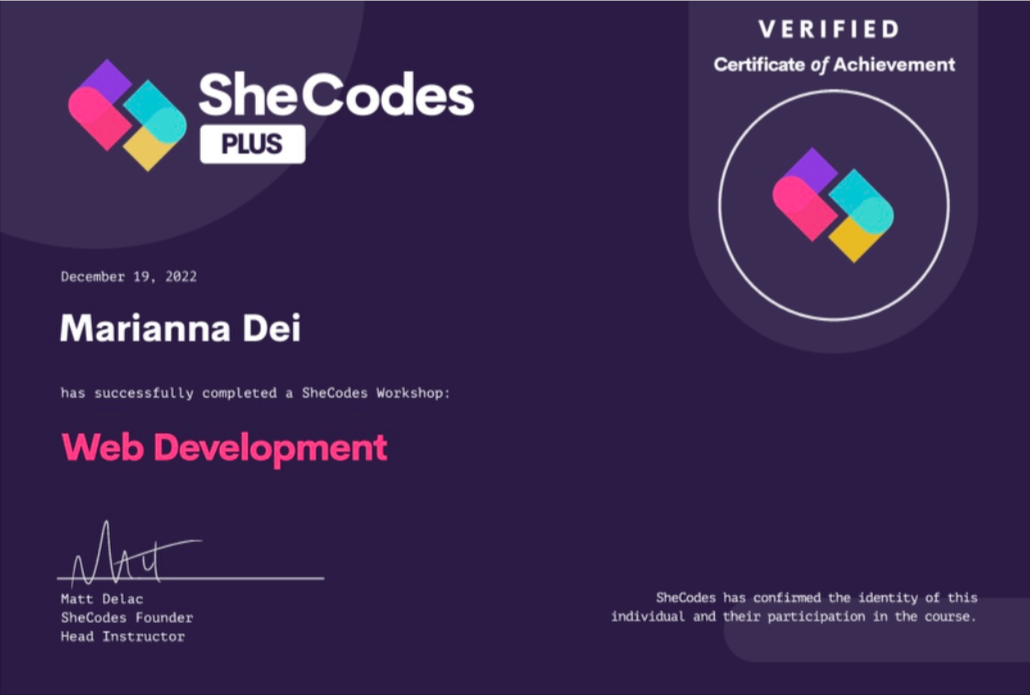 SheCodes
PLUS
VERIFIED
Certificate of Achievement
December 19, 2022
Marianna Dei
has successfully completed a SheCodes Workshop:
Web Development
Matt
Matt Delac
SheCodes Founder
Head Instructor
SheCodes has confirmed the identity of this
individual and their participation in the course.